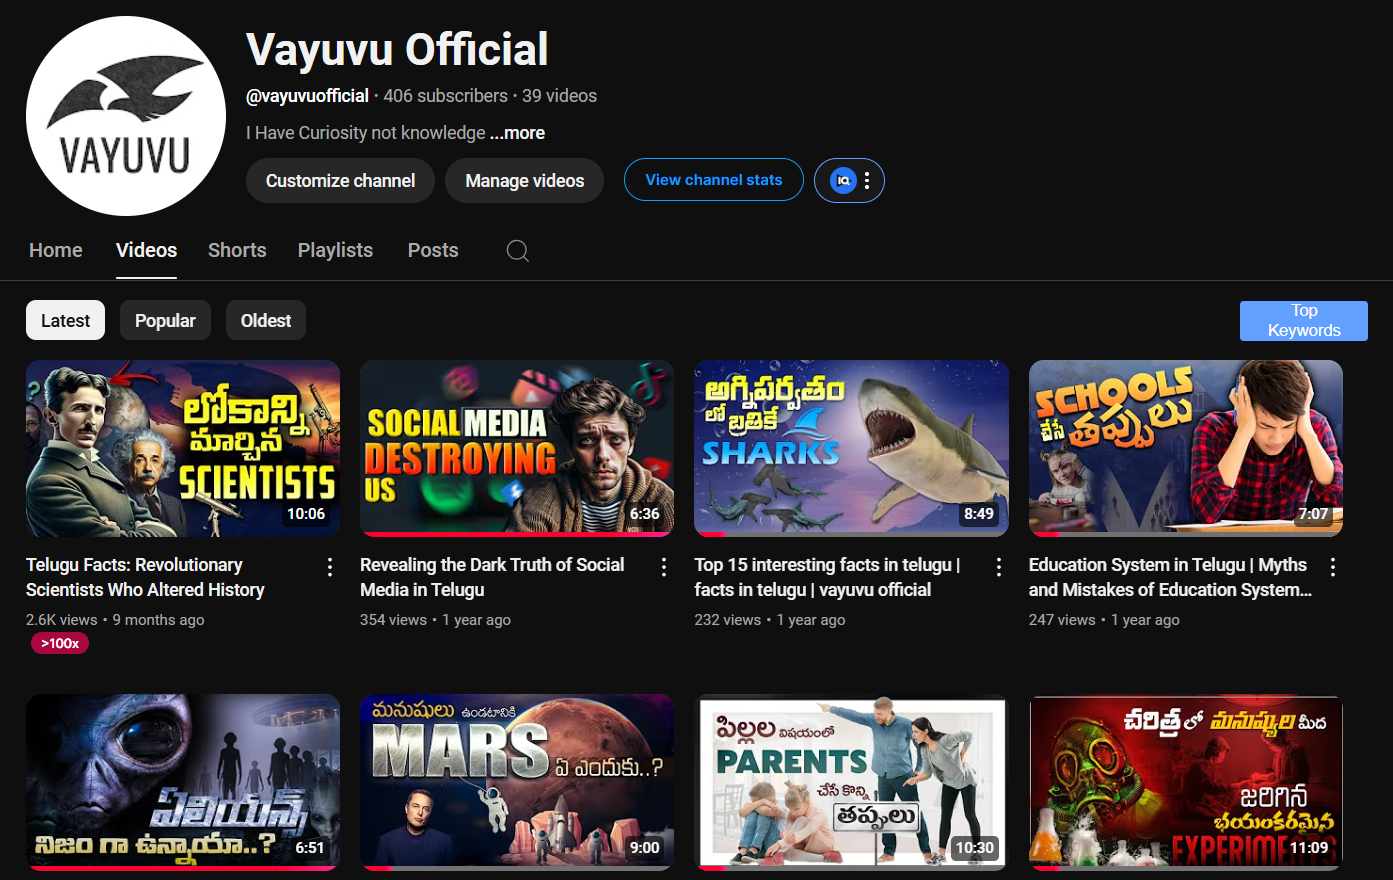 VAYUVU
Vayuvu Official
@vayuvuofficial · 406 subscribers · 39 videos
I Have Curiosity not knowledge ...more
Customize channel
Manage videos
View channel stats
IQ
Home
Videos
Shorts
Playlists
Posts
Latest
Popular
Oldest
Top
Keywords
లోకాన్ని
మార్చిన
SCIENTISTS
10:06
SOCIAL MEDIA
DESTROYING
US
6:36
అగ్నిపర్వతం
లో బ్రతికే
SHARKS
8:49
SCHOOLS
చేసే తప్పులు
7:07
Telugu Facts: Revolutionary
Scientists Who Altered History
2.6K views • 9 months ago
>100x
Revealing the Dark Truth of Social
Media in Telugu
354 views • 1 year ago
Top 15 interesting facts in telugu |
facts in telugu | vayuvu official
232 views • 1 year ago
Education System in Telugu | Myths
and Mistakes of Education System...
247 views • 1 year ago
ఏలియన్స్
నిజం గా ఉన్నాయా..?
6:51
మనుషులు ఉండటానికి
MARS ఏ ఎందుకు..?
9:00
పిల్లల విషయంలో
PARENTS
చేసే కొన్ని
తప్పులు
10:30
చరిత్ర లో మనుష్యుల మీద
జరిగిన
భయంకరమైన
EXPERIMENTS
11:09